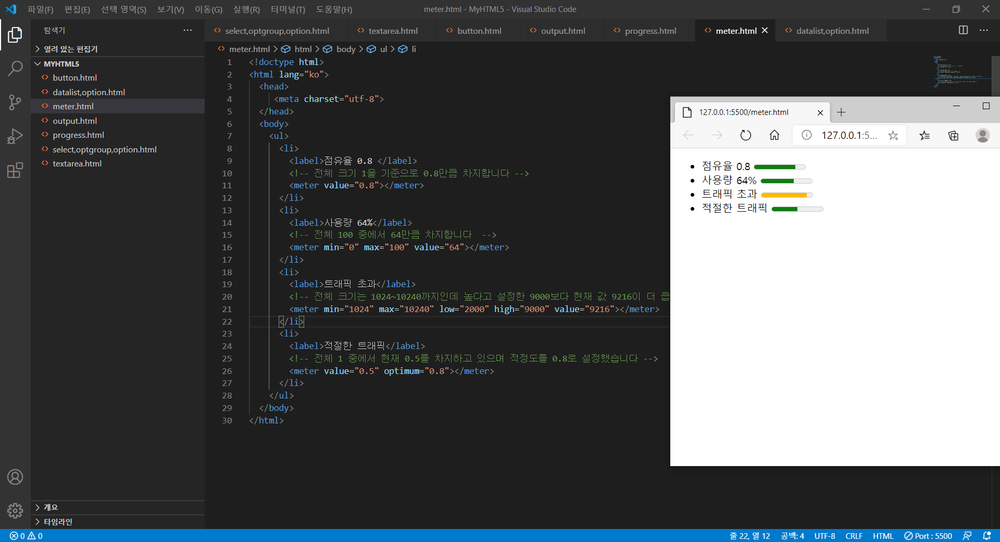 파일(F) 편집(E) 선택 영역(S) 보기(V) 이동(G) 실행(R) 터미널(T) 도움말(H) meter.html - MyHTML5 - Visual Studio Code
탐색기
select,optgroup,option.html textarea.html button.html output.html progress.html meter.html datalist,option.html
열려 있는 편집기
MYHTML5
button.html
datalist,option.html
meter.html
output.html
progress.html
select,optgroup,option.html
textarea.html
개요
타임라인
meter.html > html > body > ul > li
1 <!doctype html>
2 <html lang="ko">
3 <head>
4 <meta charset="utf-8">
5 </head>
6 <body>
7 <ul>
8 <li>
9 <label>점유율 0.8 </label>
10 <!-- 전체 크기 1을 기준으로 0.8만큼 차지합니다 -->
11 <meter value="0.8"></meter>
12 </li>
13 <li>
14 <label>사용량 64%</label>
15 <!-- 전체 100 중에서 64만큼 차지합니다  -->
16 <meter min="0" max="100" value="64"></meter>
17 </li>
18 <li>
19 <label>트래픽 초과</label>
20 <!-- 전체 크기는 1024~10240까지인데 높다고 설정한 9000보다 현재 값 9216이 더 큽
21 <meter min="1024" max="10240" low="2000" high="9000" value="9216"></meter>
22 </li>
23 <li>
24 <label>적절한 트래픽</label>
25 <!-- 전체 1 중에서 현재 0.5를 차지하고 있으며 적정도를 0.8로 설정했습니다 -->
26 <meter value="0.5" optimum="0.8"></meter>
27 </li>
28 </ul>
29 </body>
30 </html>
127.0.0.1:5500/meter.html
127.0.0.1:5...
점유율 0.8
사용량 64%
트래픽 초과
적절한 트래픽
0 0 줄 22, 열 12 공백: 4 UTF-8 CRLF HTML Port : 5500